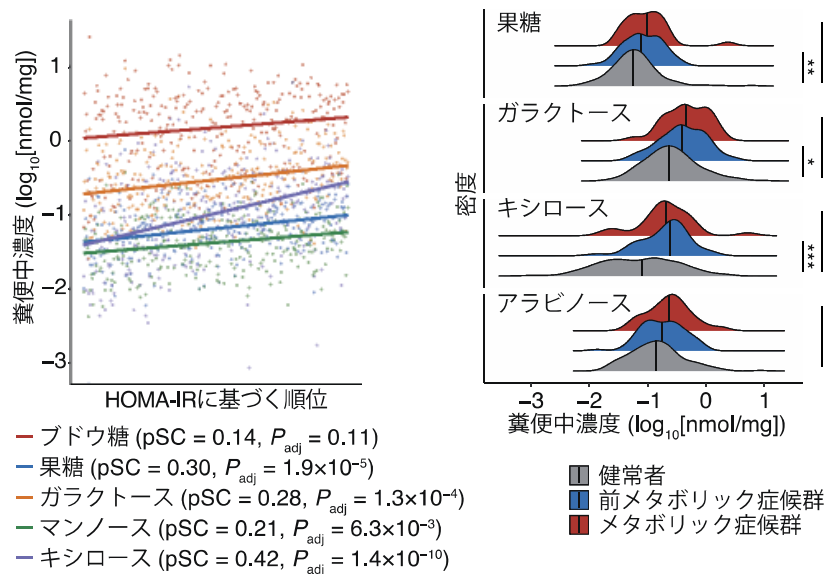 糞便中濃度 (log10[nmol/mg])
1
0
−1
−2
−3
HOMA-IRに基づく順位
ブドウ糖 (pSC = 0.14, Padj = 0.11)
果糖 (pSC = 0.30, Padj = 1.9×10−5)
ガラクトース (pSC = 0.28, Padj = 1.3×10−4)
マンノース (pSC = 0.21, Padj = 6.3×10−3)
キシロース (pSC = 0.42, Padj = 1.4×10−10)
密度
果糖
**
ガラクトース
*
キシロース
***
アラビノース
−3 −2 −1 0 1
糞便中濃度 (log10[nmol/mg])
健常者
前メタボリック症候群
メタボリック症候群